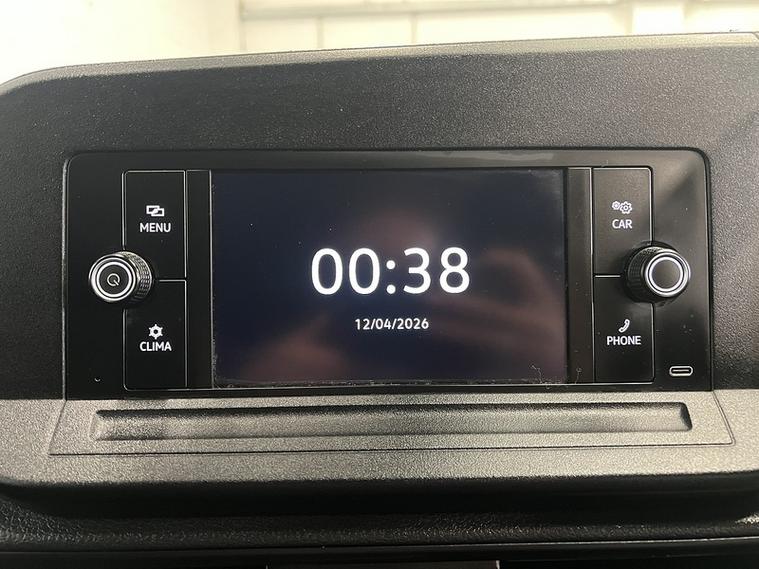 MENU
CLIMA
00:38
12/04/2026
CAR
PHONE